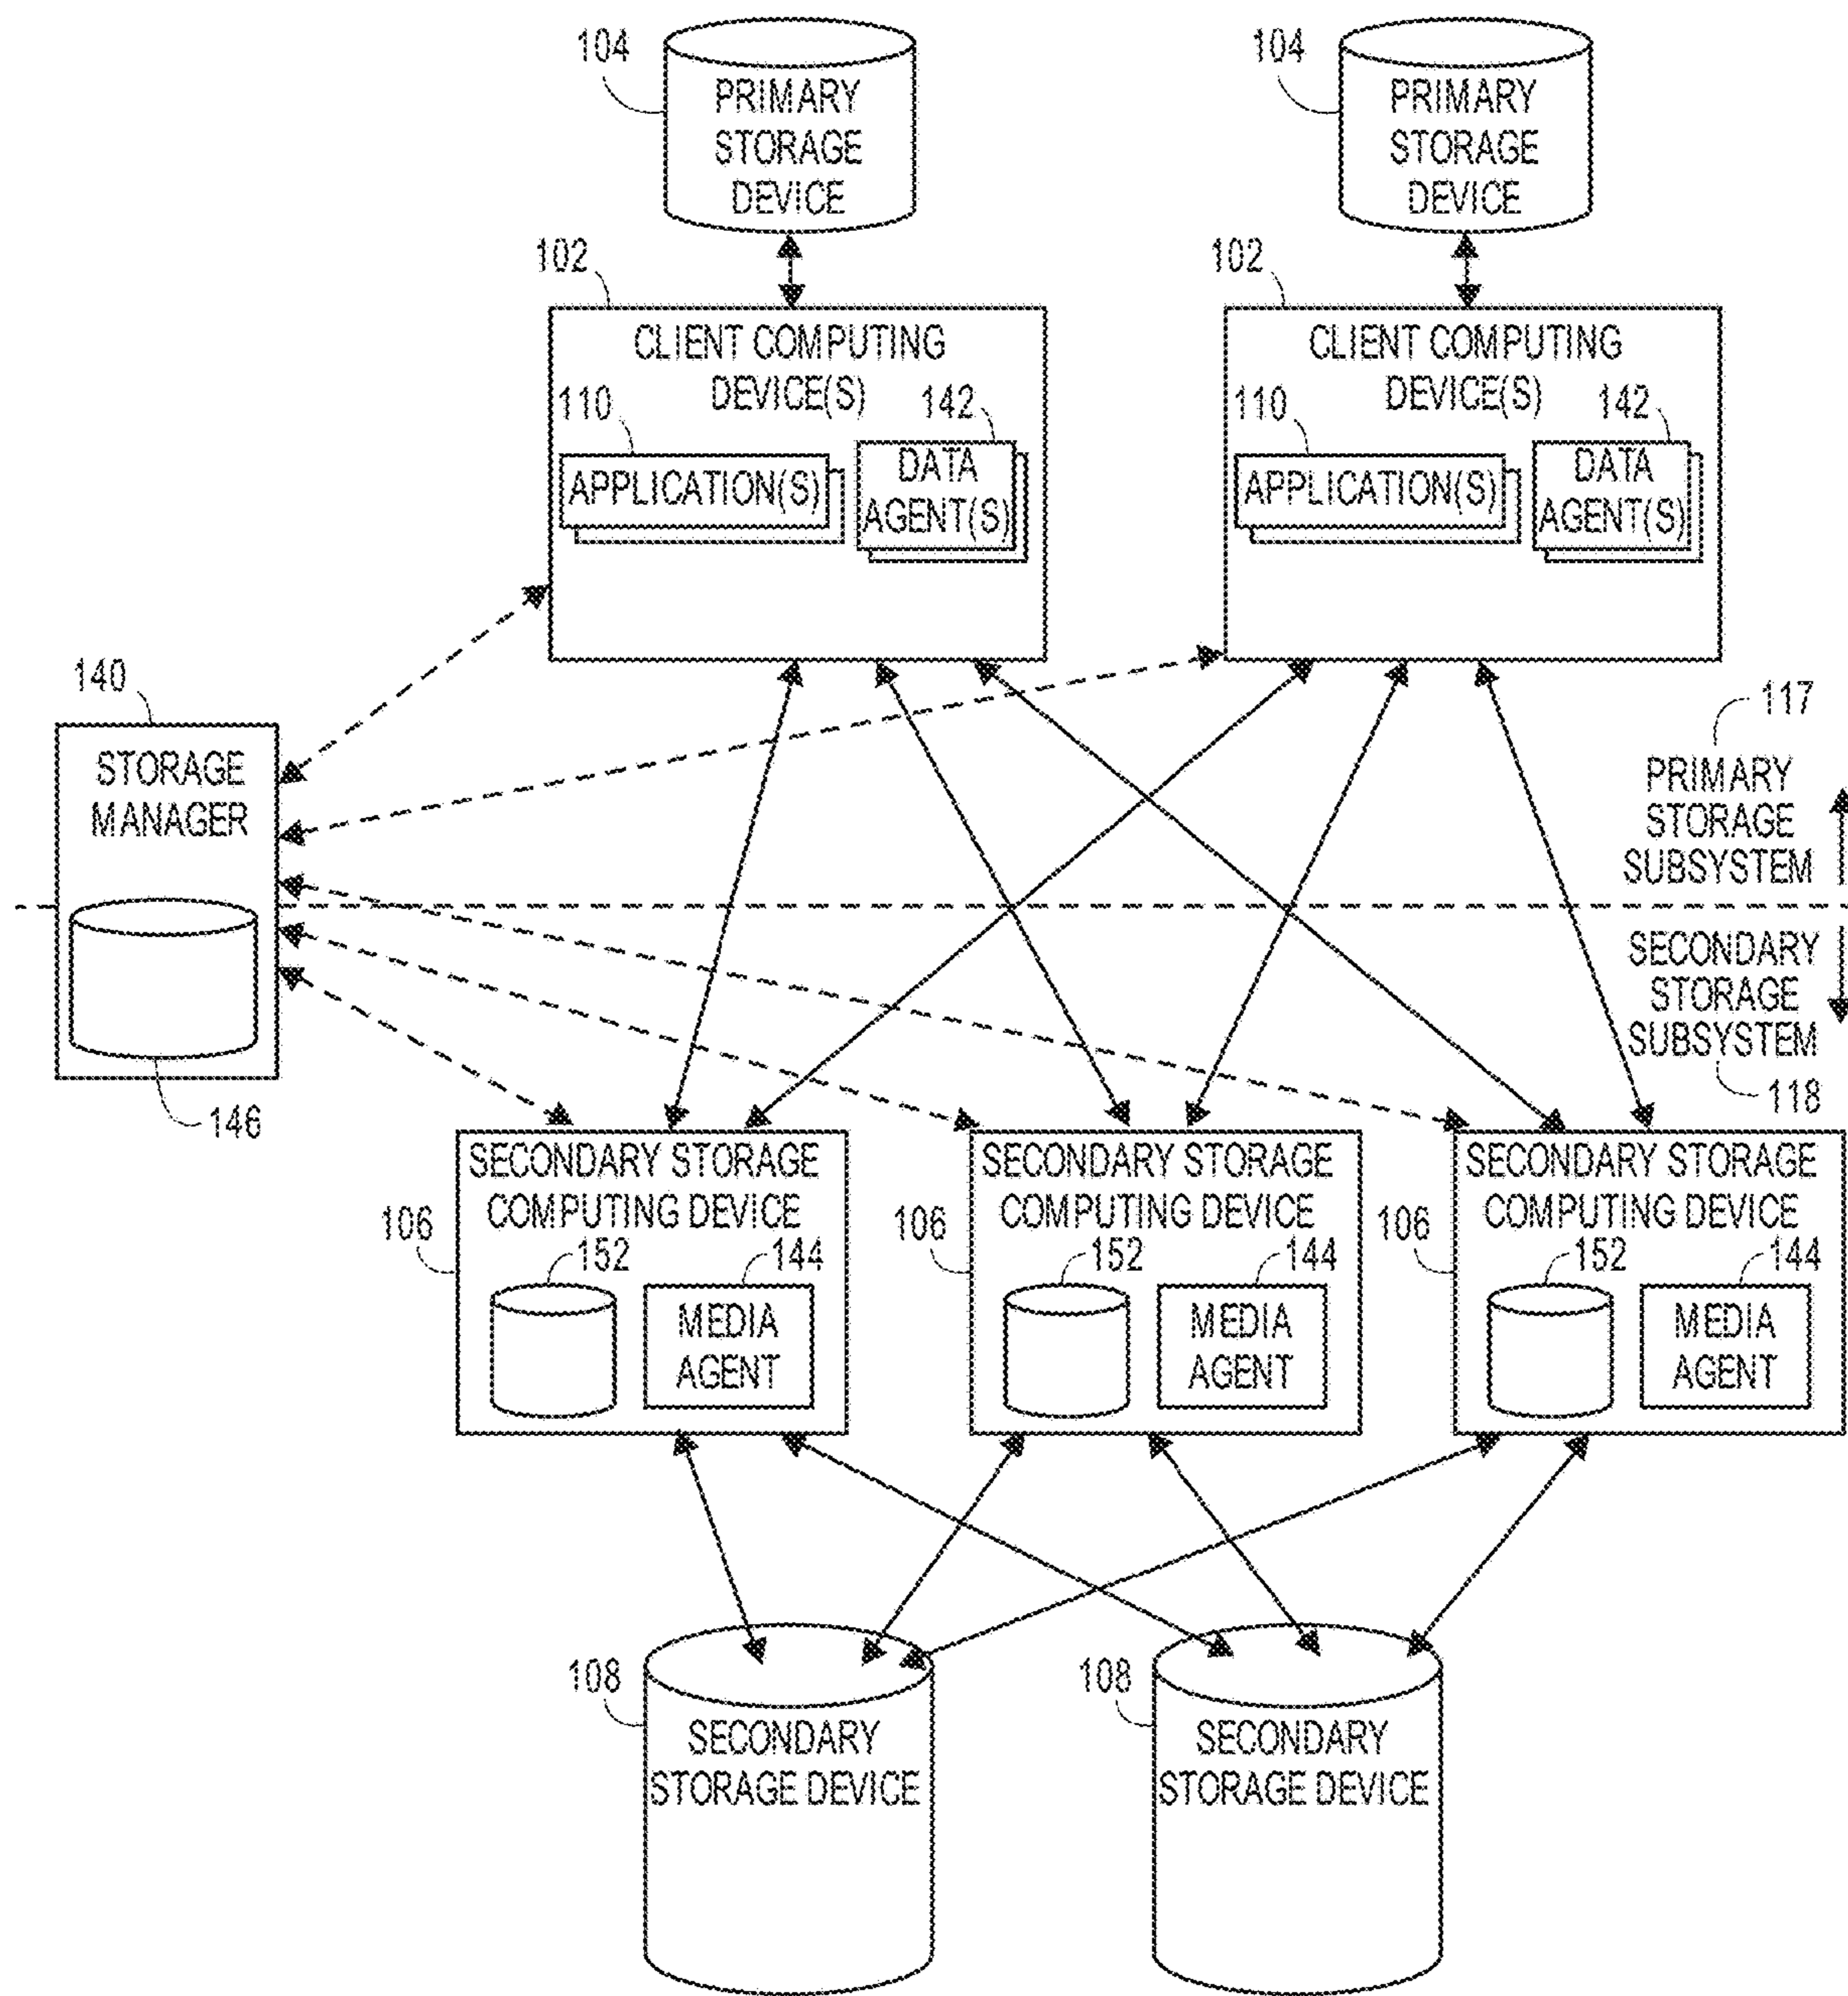 104
PRIMARY
STORAGE
DEVICE
104
PRIMARY
STORAGE
DEVICE
102
CLIENT COMPUTING
DEVICE(S)
110
APPLICATION(S)
142
DATA
AGENT(S)
102
CLIENT COMPUTING
DEVICE(S)
110
APPLICATION(S)
142
DATA
AGENT(S)
140
STORAGE
MANAGER
146
117
PRIMARY
STORAGE
SUBSYSTEM
SECONDARY
STORAGE
SUBSYSTEM
118
106
SECONDARY STORAGE
COMPUTING DEVICE
152
144
MEDIA
AGENT
106
SECONDARY STORAGE
COMPUTING DEVICE
152
144
MEDIA
AGENT
106
SECONDARY STORAGE
COMPUTING DEVICE
152
144
MEDIA
AGENT
108
SECONDARY
STORAGE DEVICE
108
SECONDARY
STORAGE DEVICE